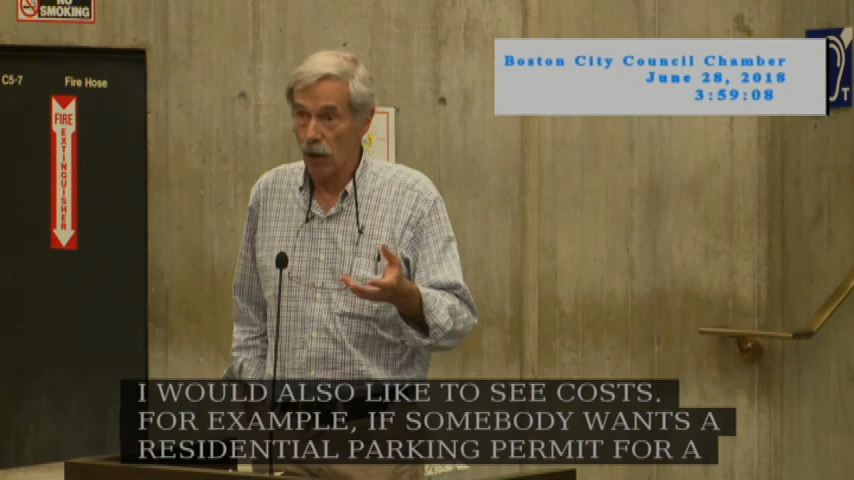 NO
SMOKING
Boston City Council Chamber
June 28, 2018
3:59:08
C5-7
Fire Hose
FIRE
EXTINGUISHER
T
I WOULD ALSO LIKE TO SEE COSTS.
FOR EXAMPLE, IF SOMEBODY WANTS A
RESIDENTIAL PARKING PERMIT FOR A